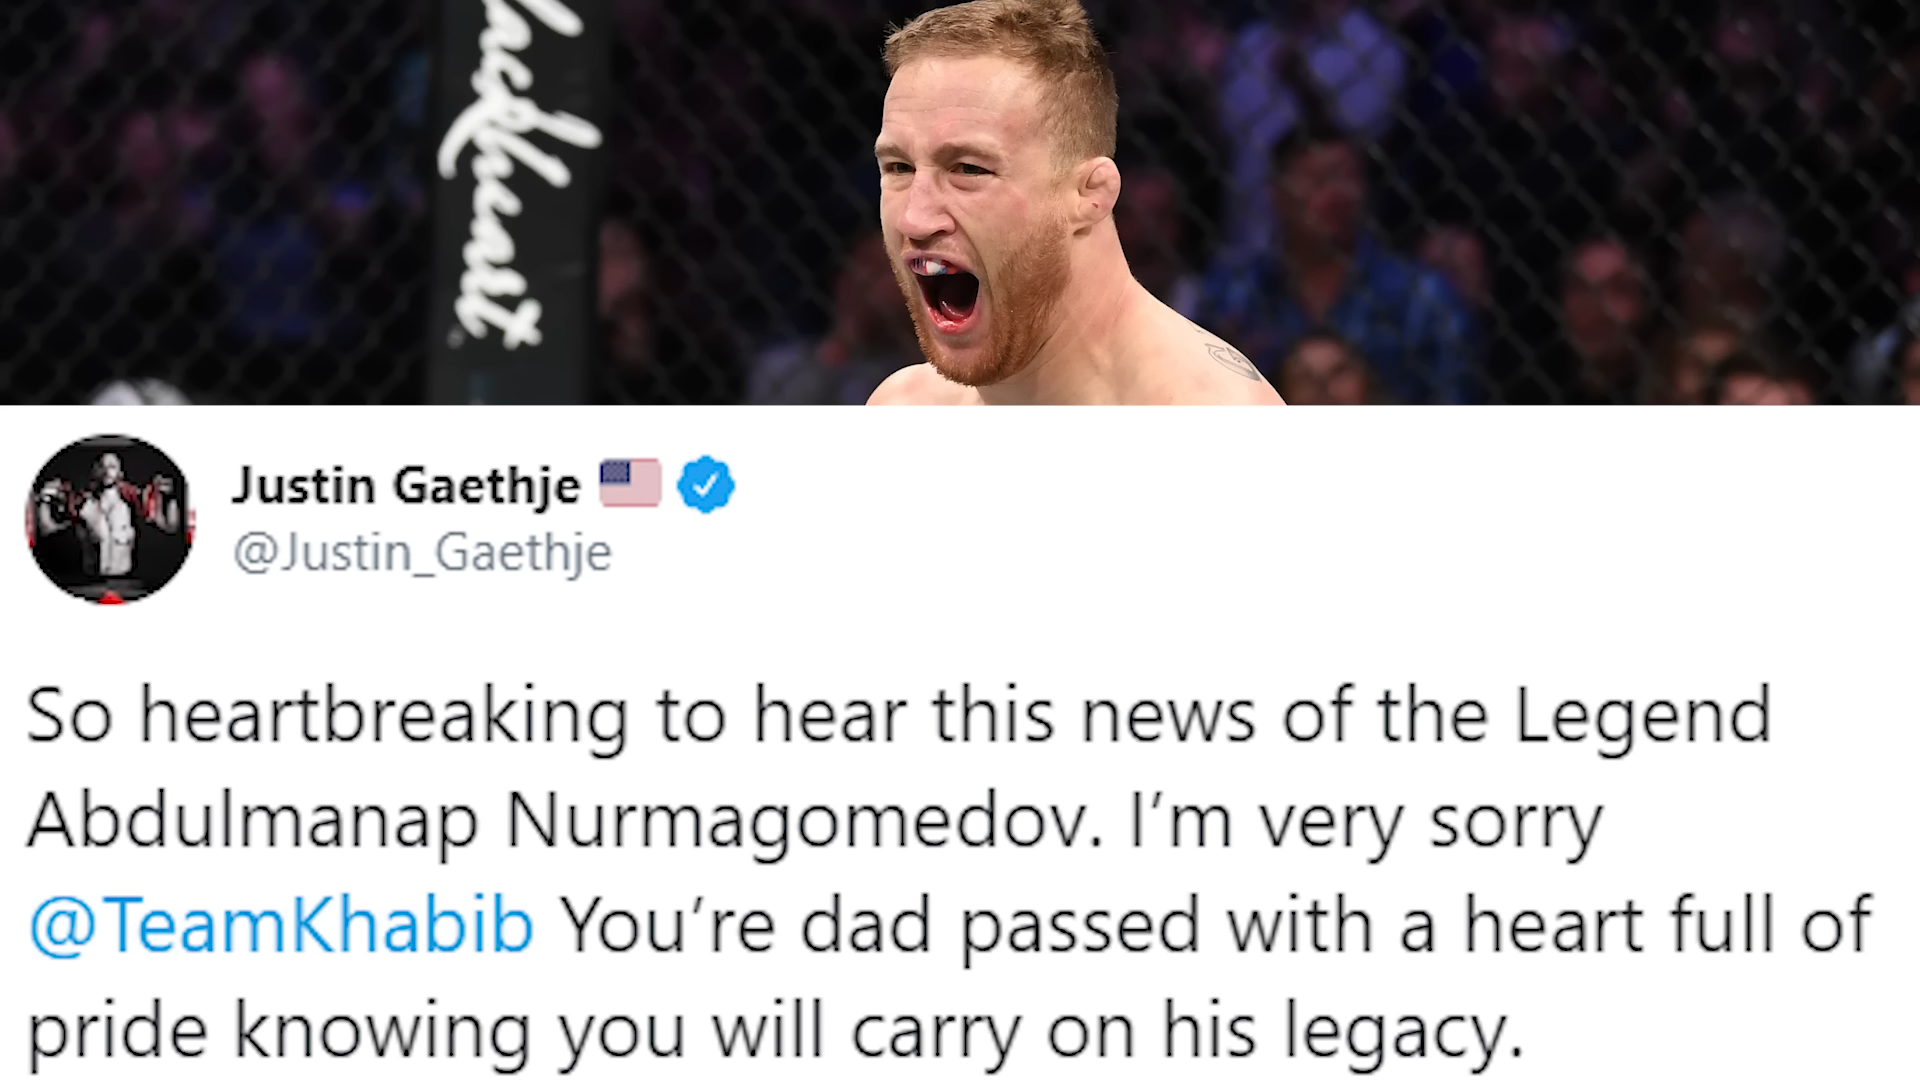 Justin Gaethje
@Justin_Gaethje
So heartbreaking to hear this news of the Legend
Abdulmanap Nurmagomedov. I’m very sorry
@TeamKhabib You’re dad passed with a heart full of
pride knowing you will carry on his legacy.